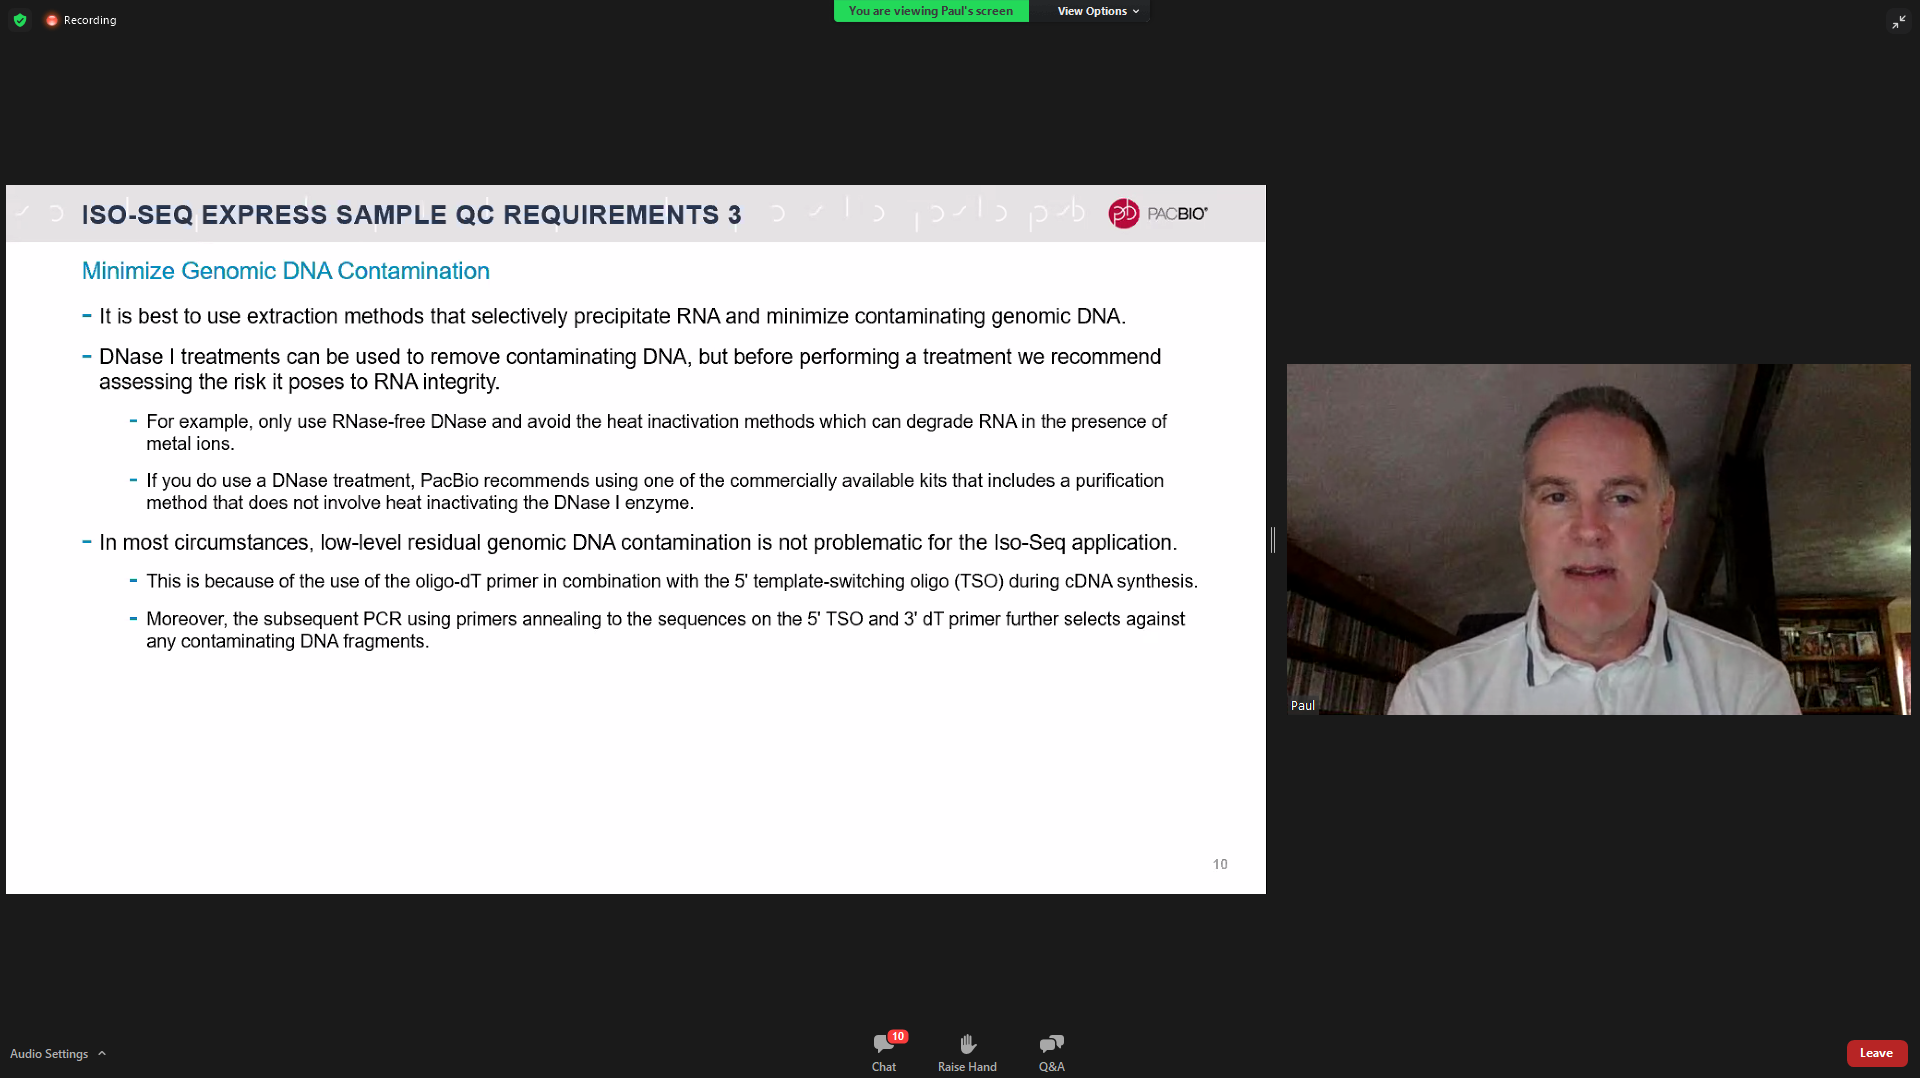 Recording
You are viewing Paul's screen
View Options
ISO-SEQ EXPRESS SAMPLE QC REQUIREMENTS 3
PACBIO®
Minimize Genomic DNA Contamination
- It is best to use extraction methods that selectively precipitate RNA and minimize contaminating genomic DNA.
- DNase I treatments can be used to remove contaminating DNA, but before performing a treatment we recommend
assessing the risk it poses to RNA integrity.
- For example, only use RNase-free DNase and avoid the heat inactivation methods which can degrade RNA in the presence of
metal ions.
- If you do use a DNase treatment, PacBio recommends using one of the commercially available kits that includes a purification
method that does not involve heat inactivating the DNase I enzyme.
- In most circumstances, low-level residual genomic DNA contamination is not problematic for the Iso-Seq application.
- This is because of the use of the oligo-dT primer in combination with the 5' template-switching oligo (TSO) during cDNA synthesis.
- Moreover, the subsequent PCR using primers annealing to the sequences on the 5' TSO and 3' dT primer further selects against
any contaminating DNA fragments.
10
Paul
Audio Settings
10
Chat
Raise Hand
Q&A
Leave